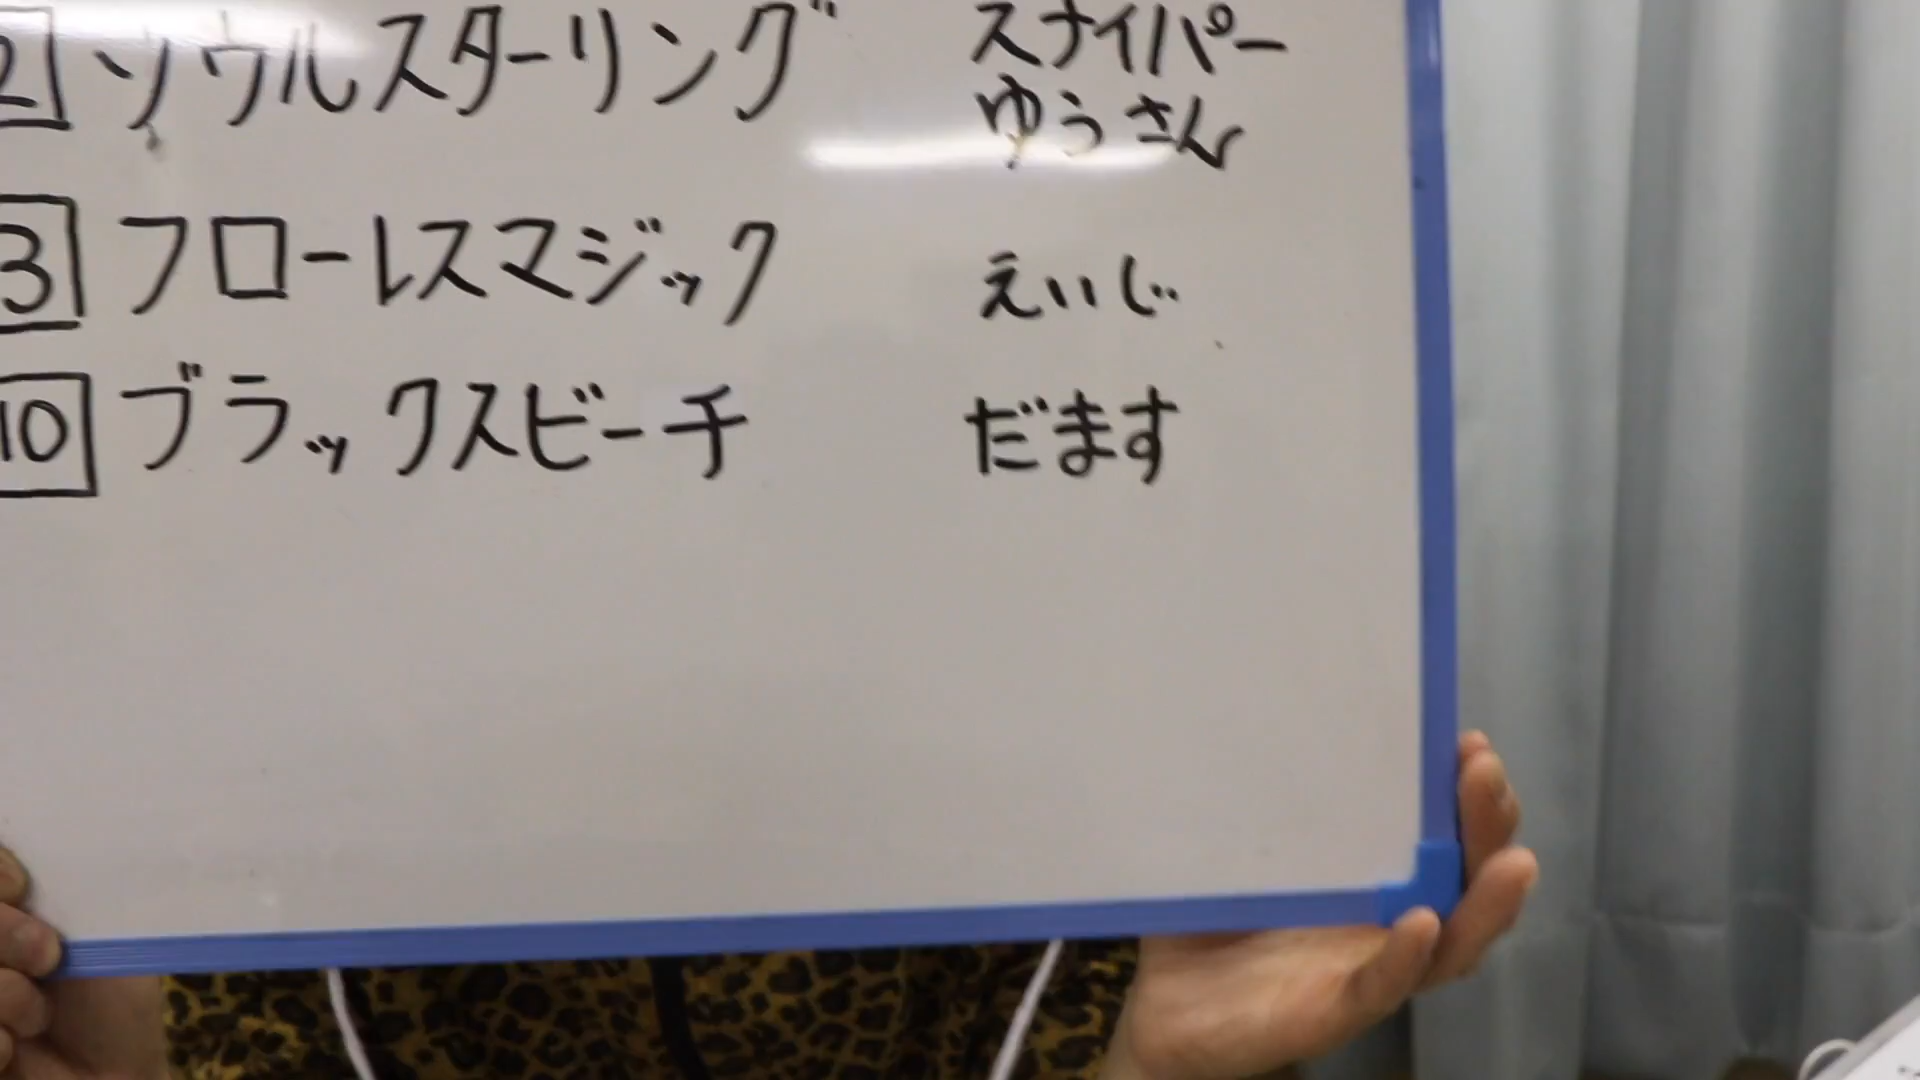 2 ソウルスターリング スナイパー
ゆうさん
3 フローレスマジック えいじ
10 ブラックスビーチ だます